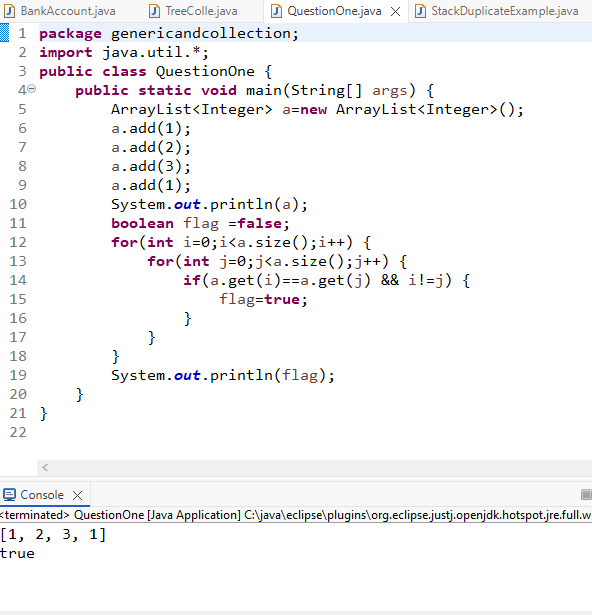 BankAccount.java TreeColle.java QuestionOne.java StackDuplicateExample.java
1 package genericandcollection;
2 import java.util.*;
3 public class QuestionOne {
4 public static void main(String[] args) {
5 ArrayList<Integer> a=new ArrayList<Integer>();
6 a.add(1);
7 a.add(2);
8 a.add(3);
9 a.add(1);
10 System.out.println(a);
11 boolean flag =false;
12 for(int i=0;i<a.size();i++) {
13 for(int j=0;j<a.size();j++) {
14 if(a.get(i)==a.get(j) && i!=j) {
15 flag=true;
16 }
17 }
18 }
19 System.out.println(flag);
20 }
21 }
22
Console
<terminated> QuestionOne [Java Application] C:\java\eclipse\plugins\org.eclipse.justj.openjdk.hotspot.jre.full.w
[1, 2, 3, 1]
true